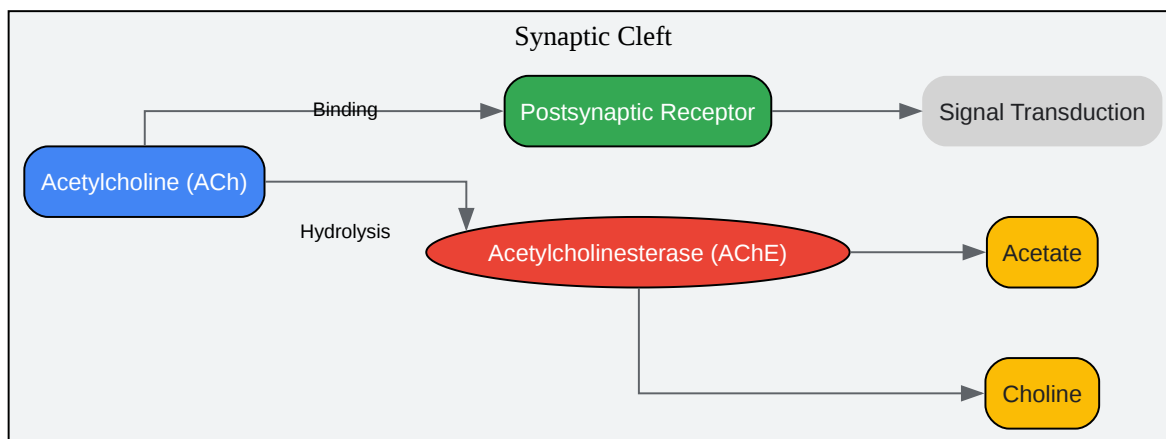 Synaptic Cleft
Binding
Postsynaptic Receptor
Signal Transduction
Acetylcholine (ACh)
Hydrolysis
Acetylcholinesterase (AChE)
Acetate
Choline